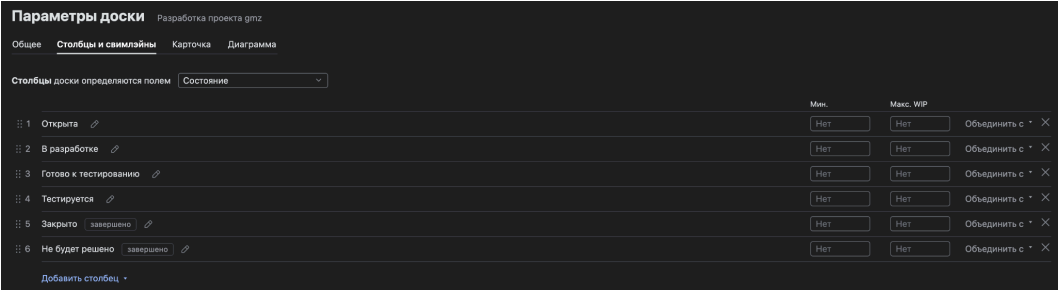 Параметры доски Разработка проекта gmz
Общее Столбцы и свимлэйны Карточка Диаграмма
Столбцы доски определяются полем Состояние
Мин. Макс. WIP
1 Открыта Нет Нет Объединить с
2 В разработке Нет Нет Объединить с
3 Готово к тестированию Нет Нет Объединить с
4 Тестируется Нет Нет Объединить с
5 Закрыто завершено Нет Нет Объединить с
6 Не будет решено завершено Нет Нет Объединить с
Добавить столбец